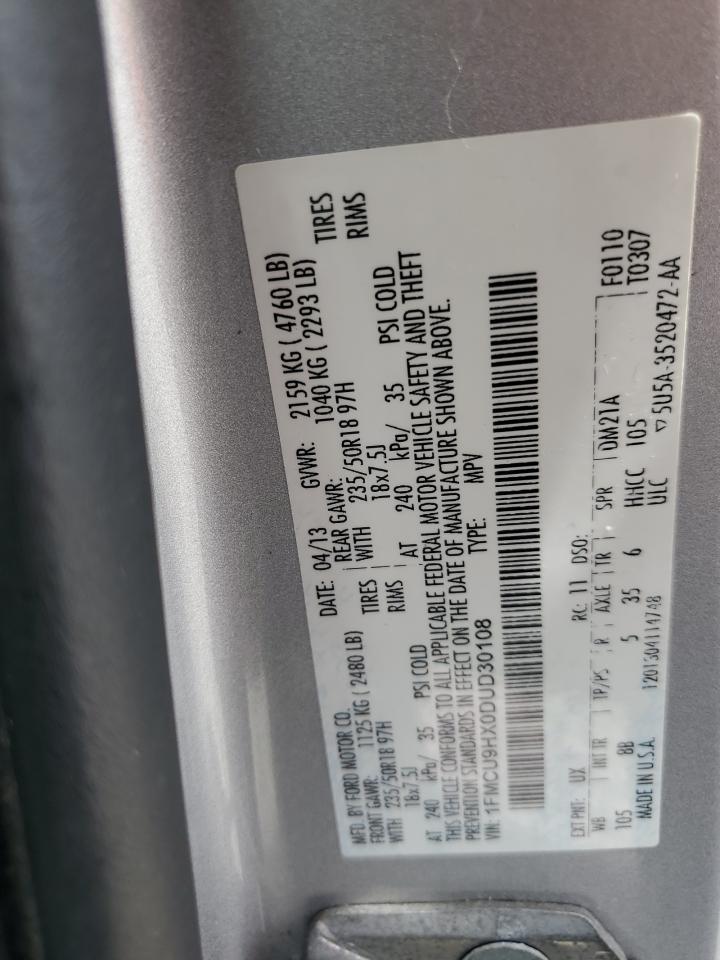 MFD. BY FORD MOTOR CO. DATE: 04/13 GVWR: 2159 KG ( 4760 LB)
FRONT GAWR: 1125 KG ( 2480 LB) REAR GAWR: 1040 KG ( 2293 LB)
WITH 235/50R18 97H TIRES WITH 235/50R18 97H TIRES
18x7.5J RIMS 18x7.5J RIMS
AT 240 kPa/ 35 PSI COLD AT 240 kPa/ 35 PSI COLD
THIS VEHICLE CONFORMS TO ALL APPLICABLE FEDERAL MOTOR VEHICLE SAFETY AND THEFT
PREVENTION STANDARDS IN EFFECT ON THE DATE OF MANUFACTURE SHOWN ABOVE.
VIN: 1FMCU9HX0DUD30108 TYPE: MPV
EXT PNT: UX RC: 11 DSO: F0110
WB INT TR TP/PS R AXLE TR SPR DM21A T0307
105 8B 5 35 6 HHCC 105
MADE IN U.S.A. ULC ▽5U5A-3520472-AA